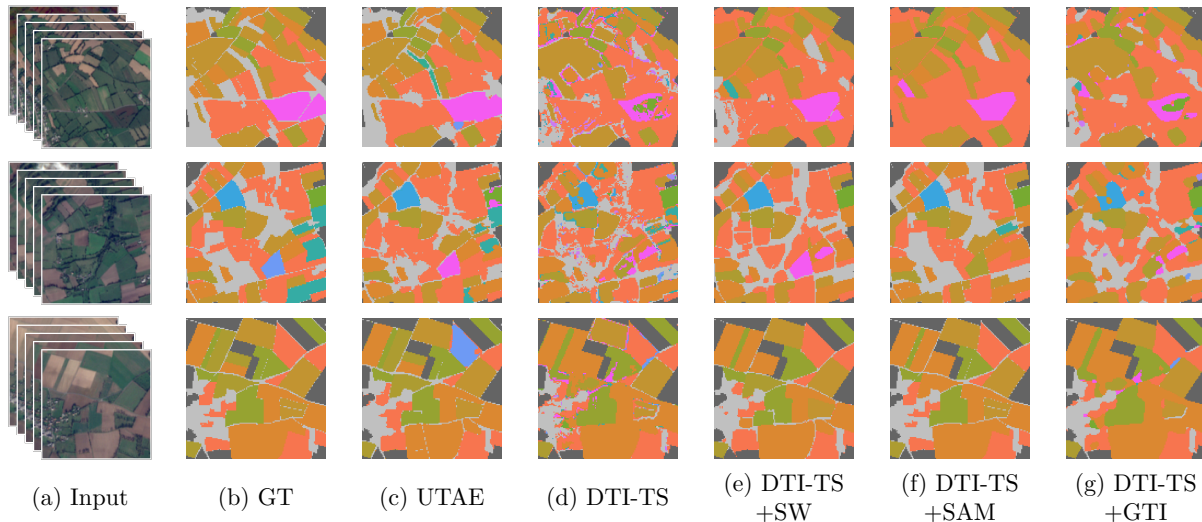 (a) Input
(b) GT
(c) UTAE
(d) DTI-TS
(e) DTI-TS
+SW
(f) DTI-TS
+SAM
(g) DTI-TS
+GTI